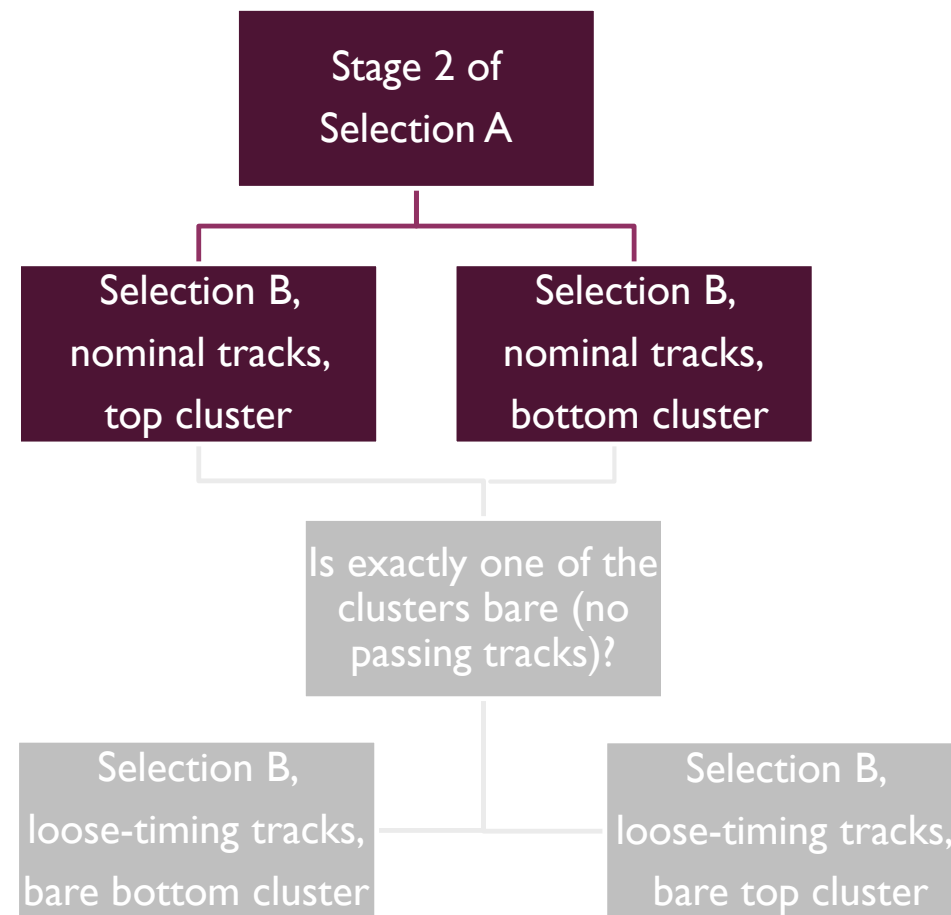 Stage 2 of
Selection A
Selection B,
nominal tracks,
top cluster
Selection B,
nominal tracks,
bottom cluster
Is exactly one of the
clusters bare (no
passing tracks)?
Selection B,
loose-timing tracks,
bare bottom cluster
Selection B,
loose-timing tracks,
bare top cluster